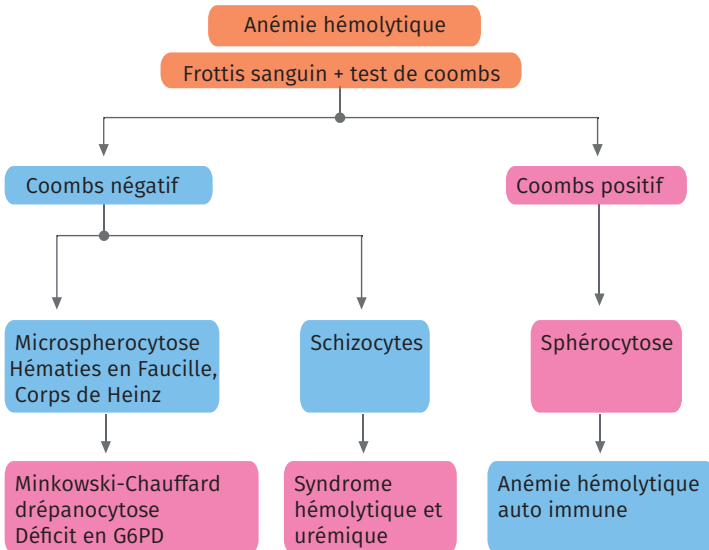 Anémie hémolytique
Frottis sanguin + test de coombs
Coombs négatif
Coombs positif
Microspherocytose
Hématies en Faucille,
Corps de Heinz
Schizocytes
Sphérocytose
Minkowski-Chauffard
drépanocytose
Déficit en G6PD
Syndrome
hémolytique et
urémique
Anémie hémolytique
auto immune